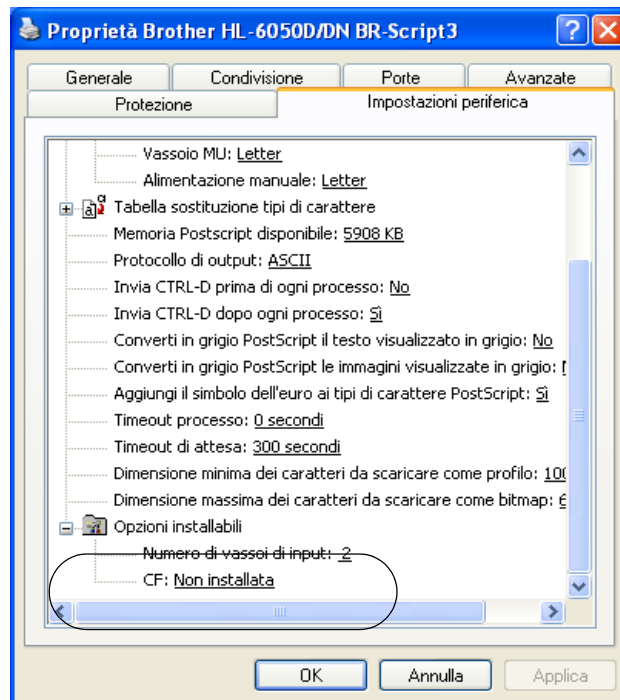 Proprietà Brother HL-6050D/DN BR-Script3
Generale Condivisione Porte Avanzate
Protezione Impostazioni periferica
Vassoio MU: Letter
Alimentazione manuale: Letter
Tabella sostituzione tipi di carattere
Memoria Postscript disponibile: 5908 KB
Protocollo di output: ASCII
Invia CTRL-D prima di ogni processo: No
Invia CTRL-D dopo ogni processo: Sì
Converti in grigio PostScript il testo visualizzato in grigio: No
Converti in grigio PostScript le immagini visualizzate in grigio:
Aggiungi il simbolo dell'euro ai tipi di carattere PostScript: Sì
Timeout processo: 0 secondi
Timeout di attesa: 300 secondi
Dimensione minima dei caratteri da scaricare come profilo: 100
Dimensione massima dei caratteri da scaricare come bitmap:
Opzioni installabili
Numero di vassoi di input: 2
CF: Non installata
OK Annulla Applica